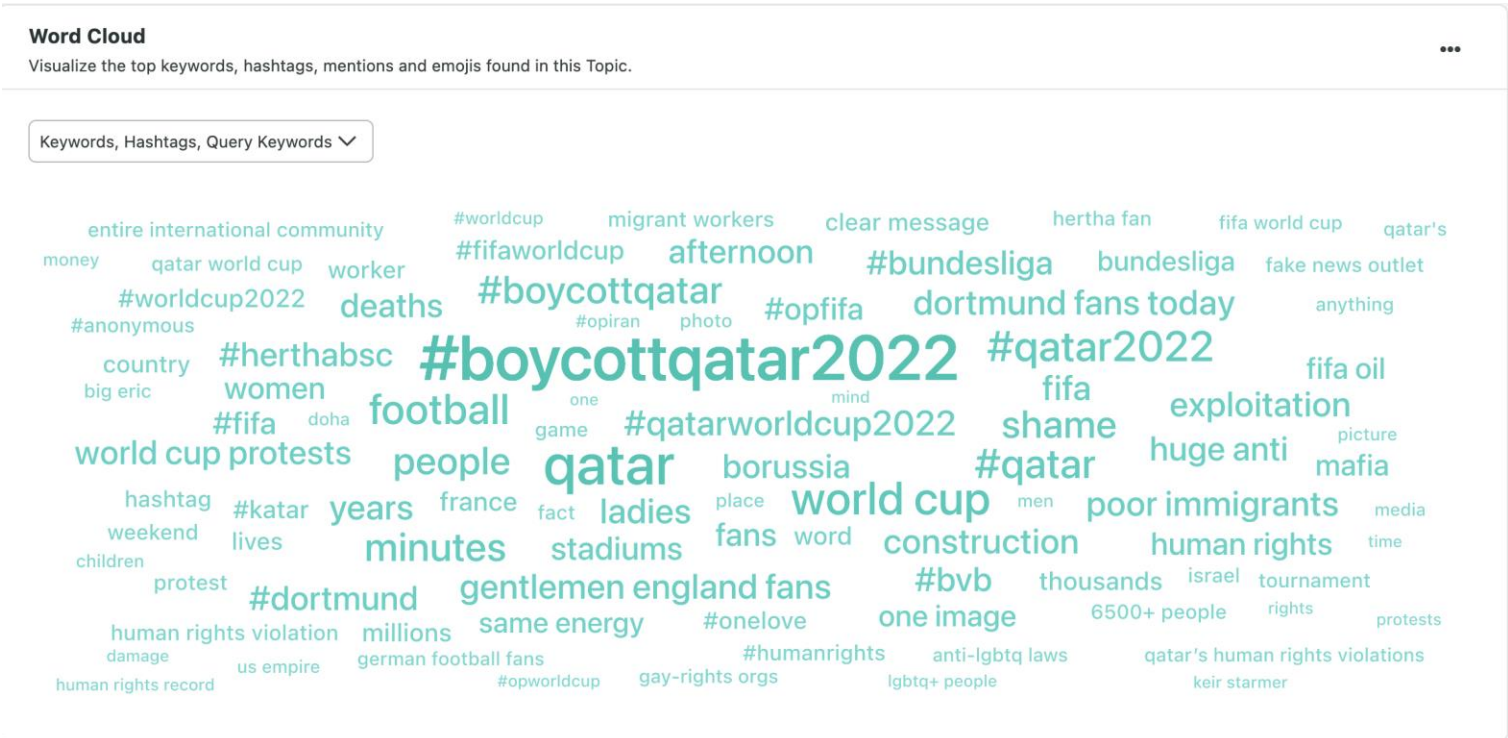 Word Cloud
•••
Visualize the top keywords, hashtags, mentions and emojis found in this Topic.
Keywords, Hashtags, Query Keywords
entire international community #worldcup migrant workers clear message hertha fan fifa world cup qatar's
money qatar world cup worker #fifaworldcup afternoon #bundesliga bundesliga fake news outlet
#worldcup2022 deaths #boycottqatar #opfifa dortmund fans today anything
#anonymous #opiran photo
country #herthabsc #boycottqatar2022 #qatar2022 fifa oil
big eric women one mind fifa exploitation
#fifa doha football game #qatarworldcup2022 shame picture
world cup protests people qatar borussia #qatar huge anti mafia
hashtag #katar years france fact ladies place world cup men poor immigrants media
weekend lives minutes stadiums fans word construction human rights time
children
protest #dortmund gentlemen england fans #bvb thousands israel tournament
human rights violation millions same energy #onelove one image 6500+ people rights protests
damage us empire german football fans #humanrights anti-lgbtq laws qatar’s human rights violations
human rights record #opworldcup gay-rights orgs lgbtq+ people keir starmer